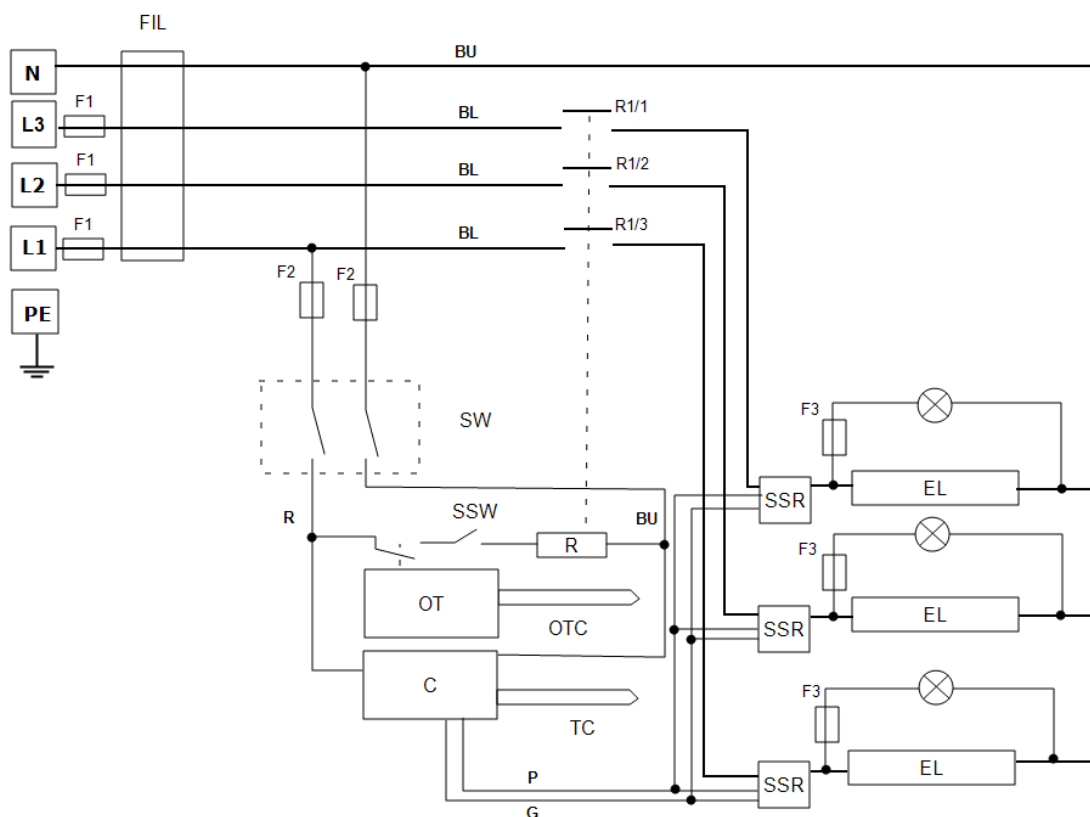 FIL
N
BU
F1
L3
BL
R1/1
F1
L2
BL
R1/2
F1
L1
BL
R1/3
F2
F2
PE
SW
F3
SSR
EL
R
SSW
BU
R
F3
OT
OTC
SSR
EL
C
TC
F3
P
G
SSR
EL